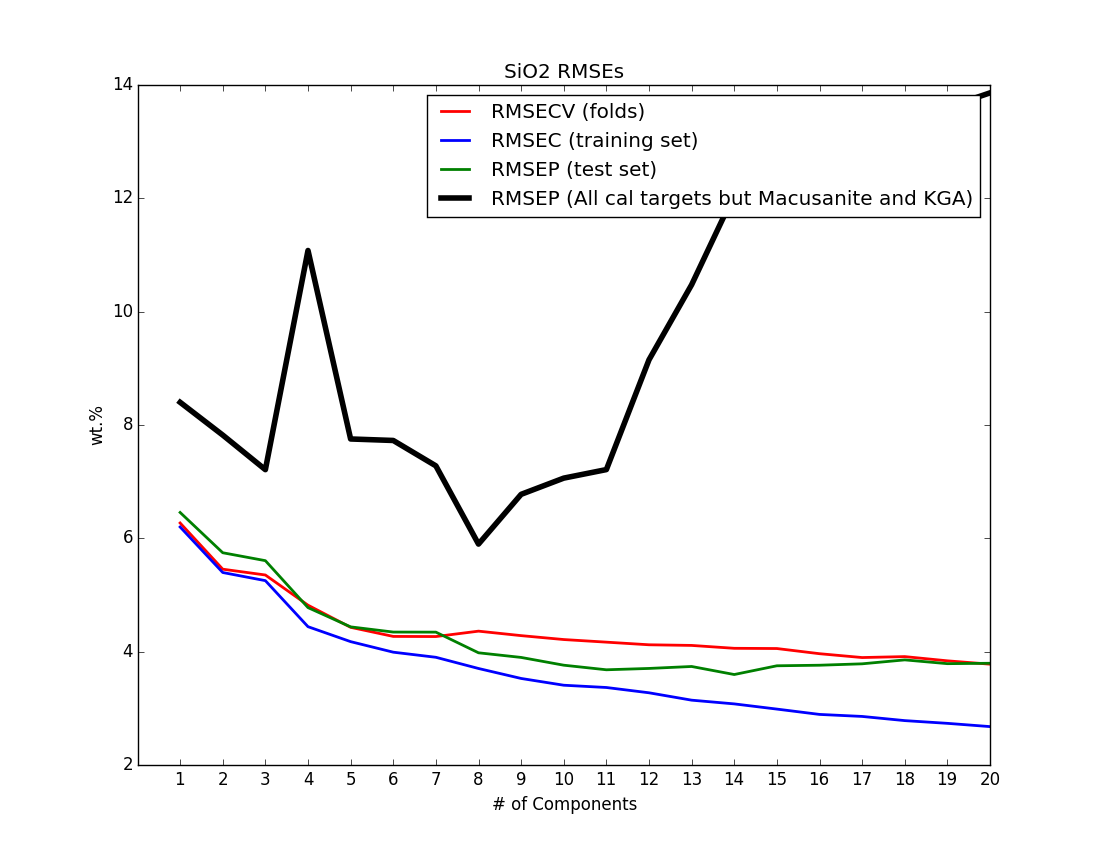 SiO2 RMSEs
14
12
10
8
6
4
2
wt.%
RMSECV (folds)
RMSEC (training set)
RMSEP (test set)
RMSEP (All cal targets but Macusanite and KGA)
1 2 3 4 5 6 7 8 9 10 11 12 13 14 15 16 17 18 19 20
# of Components